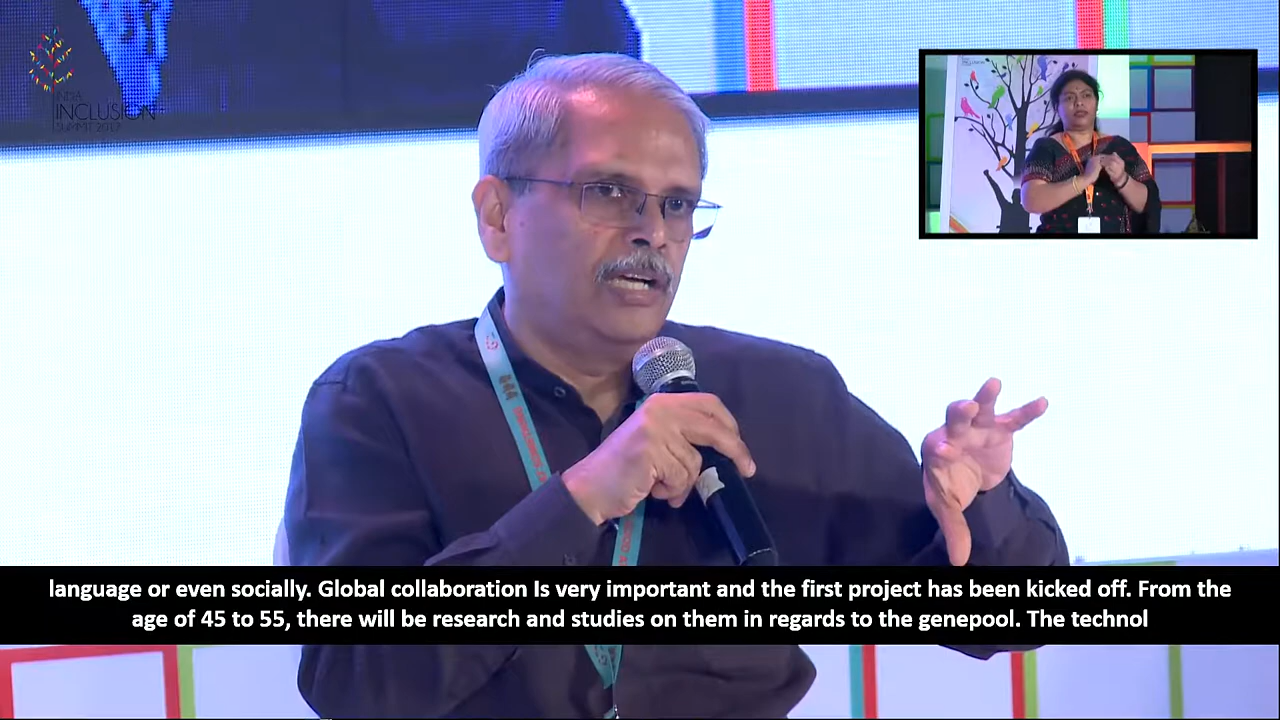 INCLUSION
SUMMIT 2017
language or even socially. Global collaboration Is very important and the first project has been kicked off. From the
age of 45 to 55, there will be research and studies on them in regards to the genepool. The technol